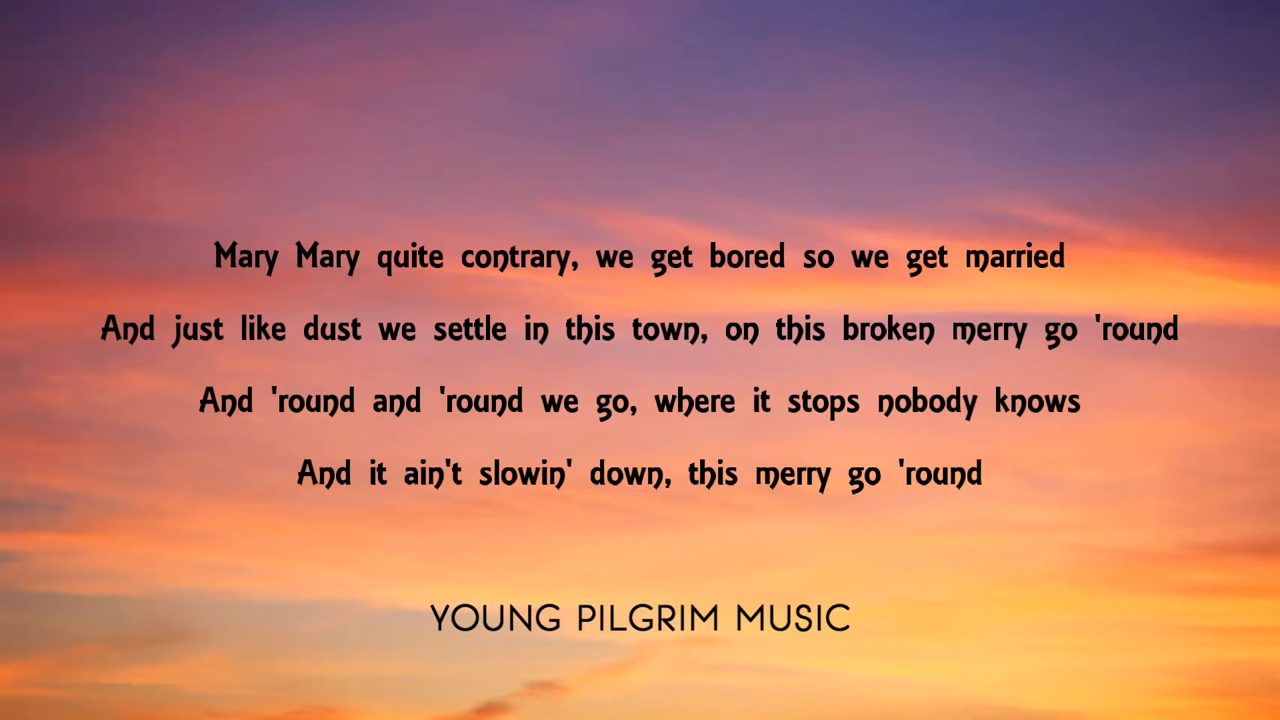 Mary Mary quite contrary, we get bored so we get married
And just like dust we settle in this town, on this broken merry go 'round
And 'round and 'round we go, where it stops nobody knows
And it ain't slowin' down, this merry go 'round
YOUNG PILGRIM MUSIC